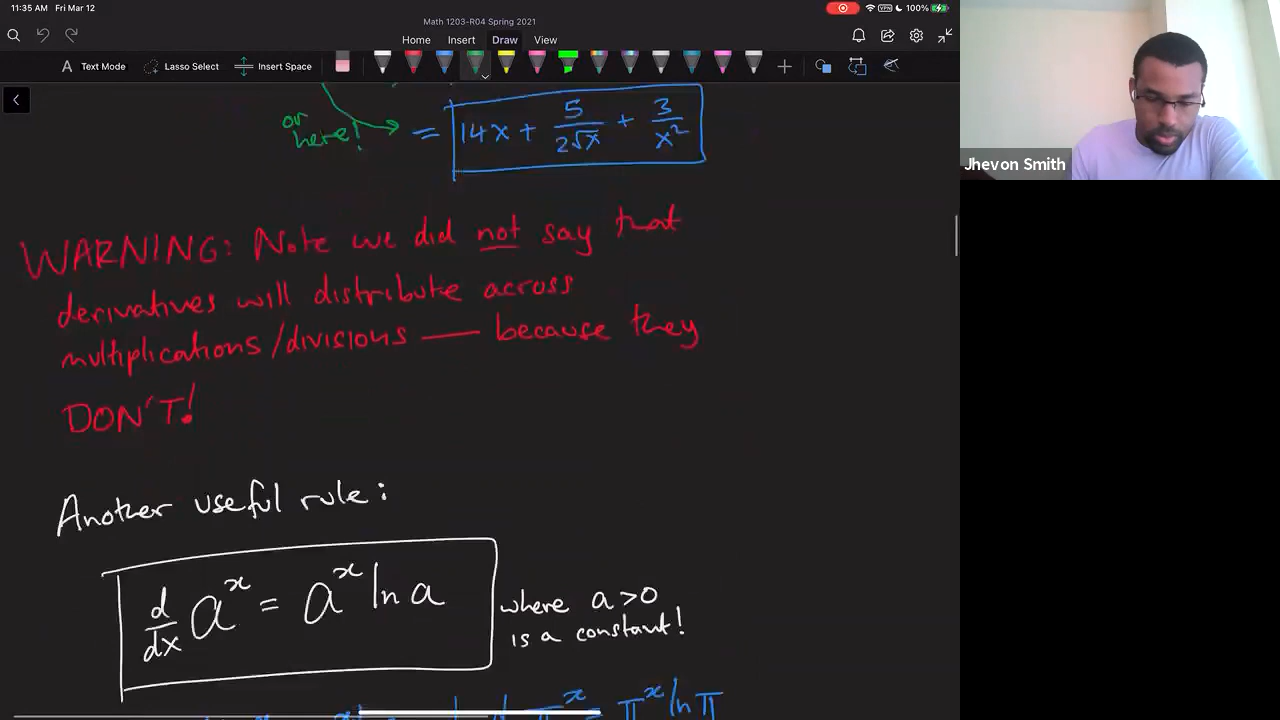 11:35 AM Fri Mar 12
VPN 100%
Math 1203-R04 Spring 2021
Home Insert Draw View
A Text Mode Lasso Select Insert Space
or
here!
= 14x + 5/(2√x) + 3/x²
Jhevon Smith
WARNING: Note we did not say that
derivatives will distribute across
multiplications/divisions — because they
DON'T!
Another useful rule:
d/dx a^x = a^x ln a
where a>0
is a constant!
π^x = π^x ln π